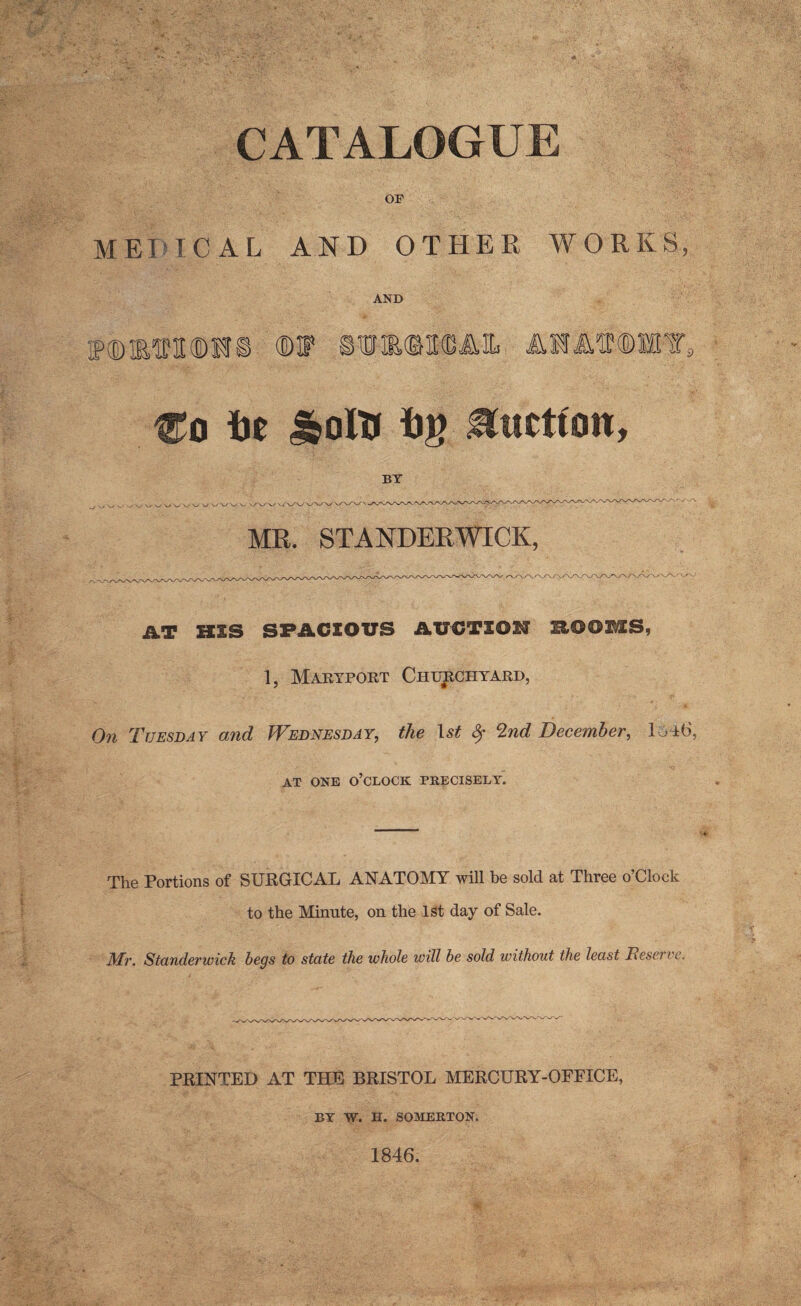 CATALOGUE
OF
MEDICAL AND OTHER WORKS,
AND
PORTIONS OF SURGICAL ANATOMY,
To be Sold by Auction,
BY
MR. STANDERWICK,
AT HIS SPACIOUS AUCTION ROOMS,
1, MARYPORT CHURCHYARD,
On TUESDAY and WEDNESDAY, the 1st & 2nd December, 1846,
AT ONE O'CLOCK PRECISELY.
The Portions of SURGICAL ANATOMY will be sold at Three o'Clock
to the Minute, on the 1st day of Sale.
Mr. Standerwick begs to state the whole will be sold without the least Reserve.
PRINTED AT THE BRISTOL MERCURY-OFFICE,
BY W. H. SOMERTON.
1846.